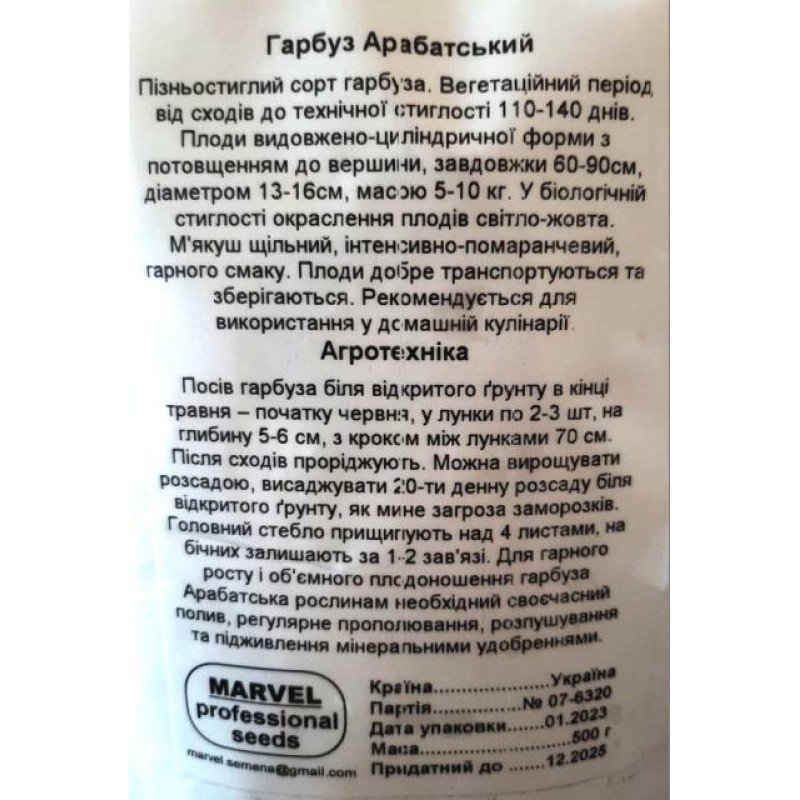 Гарбуз Арабатський
Пізньостиглий сорт гарбуза. Вегетаційний період
від сходів до технічної стиглості 110-140 днів.
Плоди видовжено-циліндричної форми з
потовщенням до вершини, завдовжки 60-90см,
діаметром 13-16см, масою 5-10 кг. У біологічній
стиглості окраслення плодів світло-жовта.
М'якуш щільний, інтенсивно-помаранчевий,
гарного смаку. Плоди добре транспортуються та
зберігаються. Рекомендується для
використання у домашній кулінарії.
Агротехніка
Посів гарбуза біля відкритого ґрунту в кінці
травня – початку червня, у лунки по 2-3 шт, на
глибину 5-6 см, з кроком між лунками 70 см.
Після сходів проріджують. Можна вирощувати
розсадою, висаджувати 20-ти денну розсаду біля
відкритого ґрунту, як мине загроза заморозків.
Головний стебло прищипують над 4 листами, на
бічних залишають за 1-2 зав'язі. Для гарного
росту і об'ємного плодоношення гарбуза
Арабатська рослинам необхідний своєчасний
полив, регулярне прополювання, розпушування
та підживлення мінеральними удобреннями.
MARVEL
professional
seeds
marvel.semena@gmail.com
Країна....................Україна
Партія...............№ 07-6320
Дата упаковки.......01.2023
Маса..........................500 г
Придатний до .......12.2025